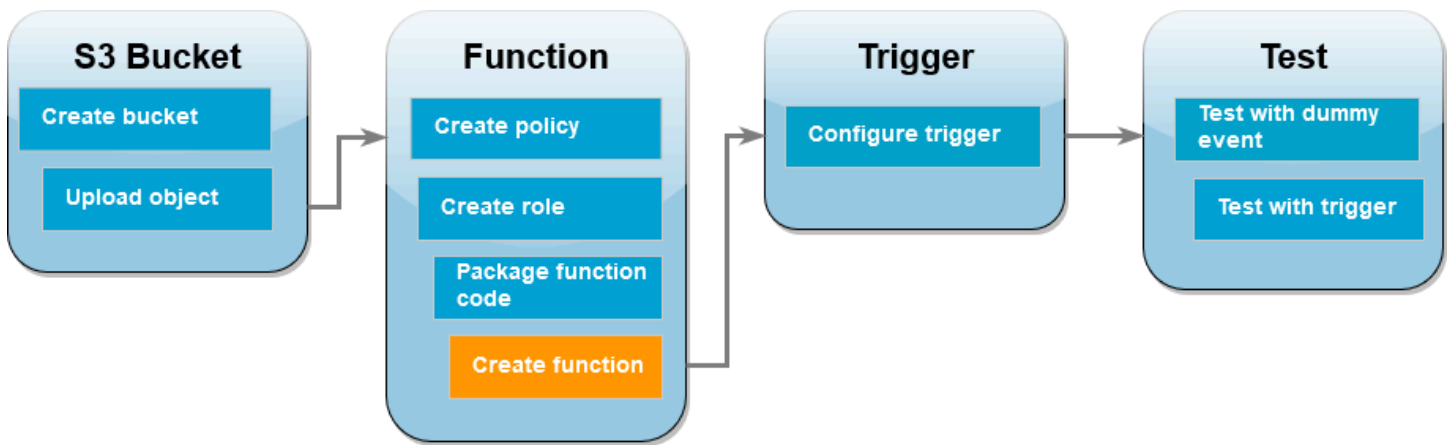 S3 Bucket
Create bucket
Upload object
Function
Create policy
Create role
Package function
code
Create function
Trigger
Configure trigger
Test
Test with dummy
event
Test with trigger